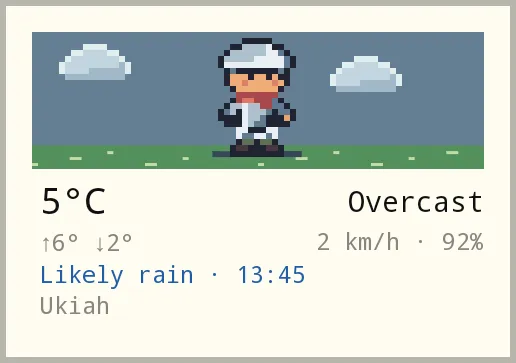 5°C
Overcast
↑6° ↓2°
2 km/h · 92%
Likely rain · 13:45
Ukiah